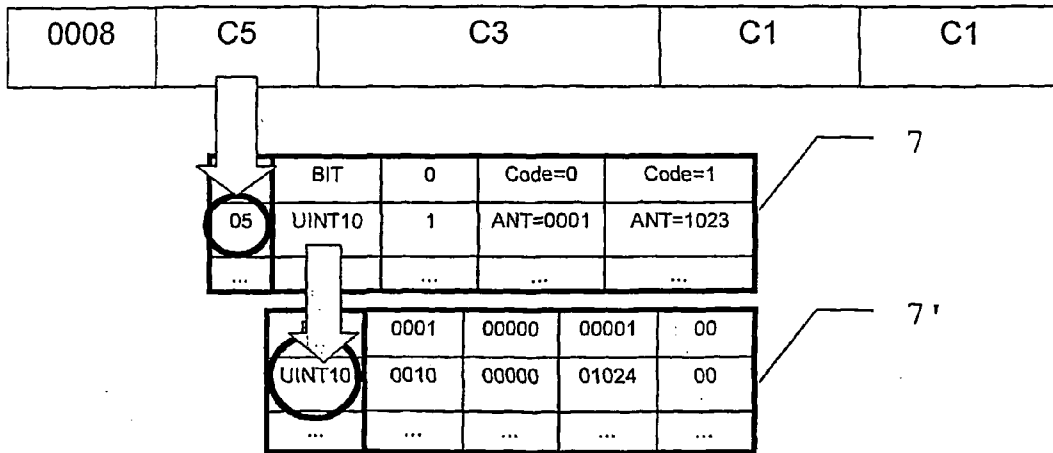 0008 C5 C3 C1 C1
7
BIT 0 Code=0 Code=1
05 UINT10 1 ANT=0001 ANT=1023
... ... ... ...
7'
... 0001 00000 00001 00
UINT10 0010 00000 01024 00
... ... ... ... ...